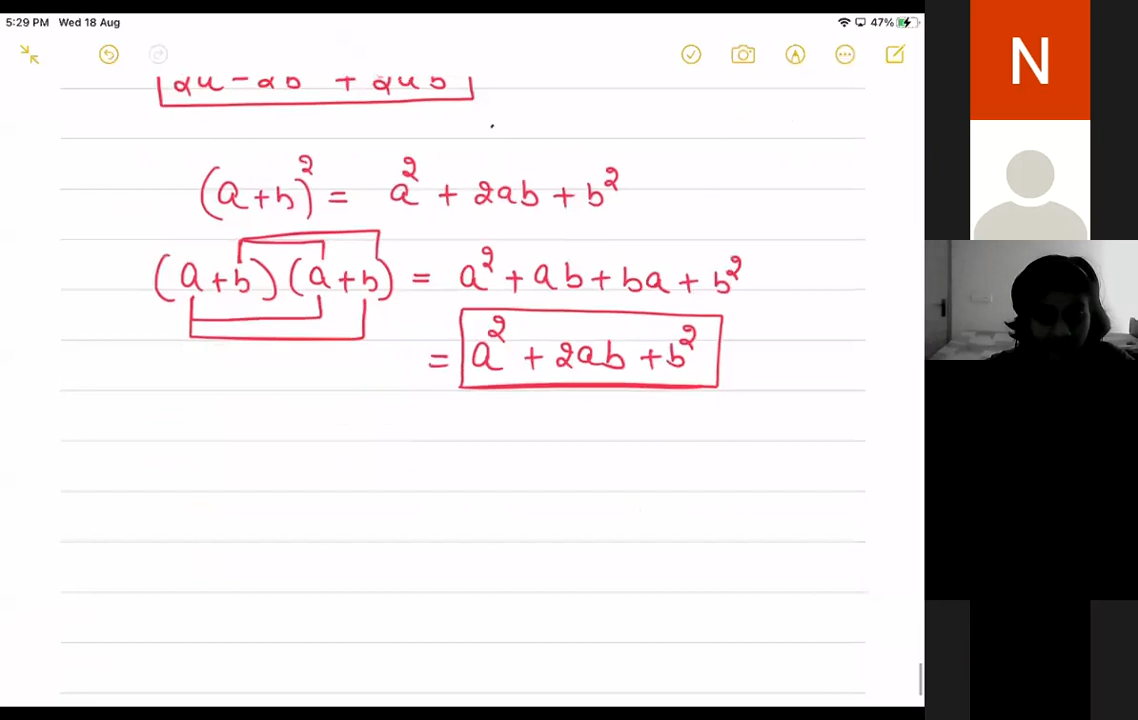 5:29 PM Wed 18 Aug 47%
N
(a+b)² = a² + 2ab + b²
(a+b)(a+b) = a² + ab + ba + b²
= a² + 2ab + b²